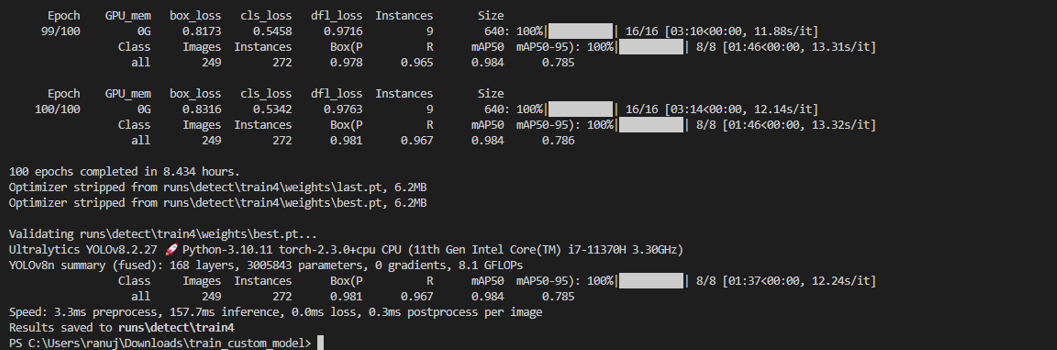 Epoch GPU_mem box_loss cls_loss dfl_loss Instances Size
99/100 0G 0.8173 0.5458 0.9716 9 640: 100%|██████████| 16/16 [03:10<00:00, 11.88s/it]
Class Images Instances Box(P R mAP50 mAP50-95): 100%|██████████| 8/8 [01:46<00:00, 13.31s/it]
all 249 272 0.978 0.965 0.984 0.785
Epoch GPU_mem box_loss cls_loss dfl_loss Instances Size
100/100 0G 0.8316 0.5342 0.9763 9 640: 100%|██████████| 16/16 [03:14<00:00, 12.14s/it]
Class Images Instances Box(P R mAP50 mAP50-95): 100%|██████████| 8/8 [01:46<00:00, 13.32s/it]
all 249 272 0.981 0.967 0.984 0.786
100 epochs completed in 8.434 hours.
Optimizer stripped from runs\detect\train4\weights\last.pt, 6.2MB
Optimizer stripped from runs\detect\train4\weights\best.pt, 6.2MB
Validating runs\detect\train4\weights\best.pt...
Ultralytics YOLOv8.2.27 🚀 Python-3.10.11 torch-2.3.0+cpu CPU (11th Gen Intel Core(TM) i7-11370H 3.30GHz)
YOLOv8n summary (fused): 168 layers, 3005843 parameters, 0 gradients, 8.1 GFLOPs
Class Images Instances Box(P R mAP50 mAP50-95): 100%|██████████| 8/8 [01:37<00:00, 12.24s/it]
all 249 272 0.981 0.967 0.984 0.785
Speed: 3.3ms preprocess, 157.7ms inference, 0.0ms loss, 0.3ms postprocess per image
Results saved to runs\detect\train4
PS C:\Users\ranuj\Downloads\train_custom_model>